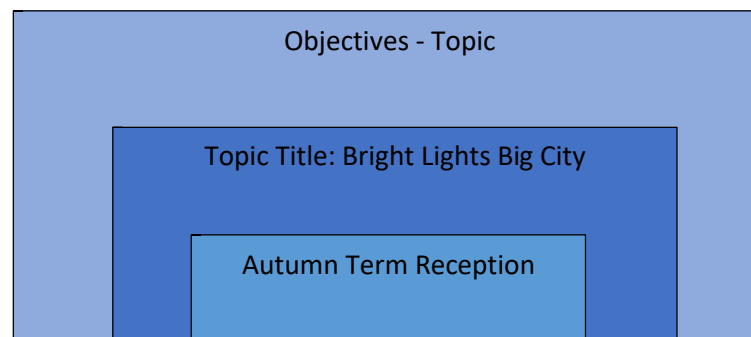 Objectives - Topic
Topic Title: Bright Lights Big City
Autumn Term Reception